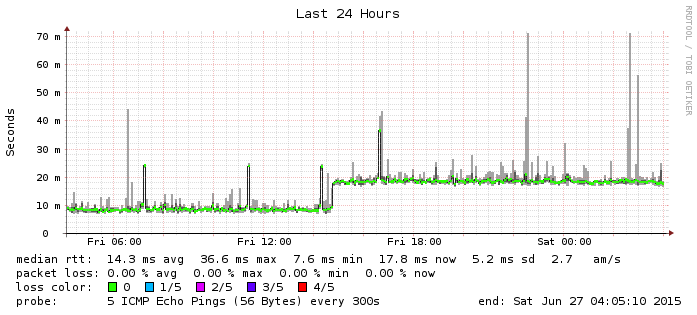 Last 24 Hours
RRDTOOL / TOBI OETIKER
Seconds
70 m
60 m
50 m
40 m
30 m
20 m
10 m
0
Fri 06:00 Fri 12:00 Fri 18:00 Sat 00:00
median rtt: 14.3 ms avg 36.6 ms max 7.6 ms min 17.8 ms now 5.2 ms sd 2.7 am/s
packet loss: 0.00 % avg 0.00 % max 0.00 % min 0.00 % now
loss color: 0 1/5 2/5 3/5 4/5
probe: 5 ICMP Echo Pings (56 Bytes) every 300s end: Sat Jun 27 04:05:10 2015